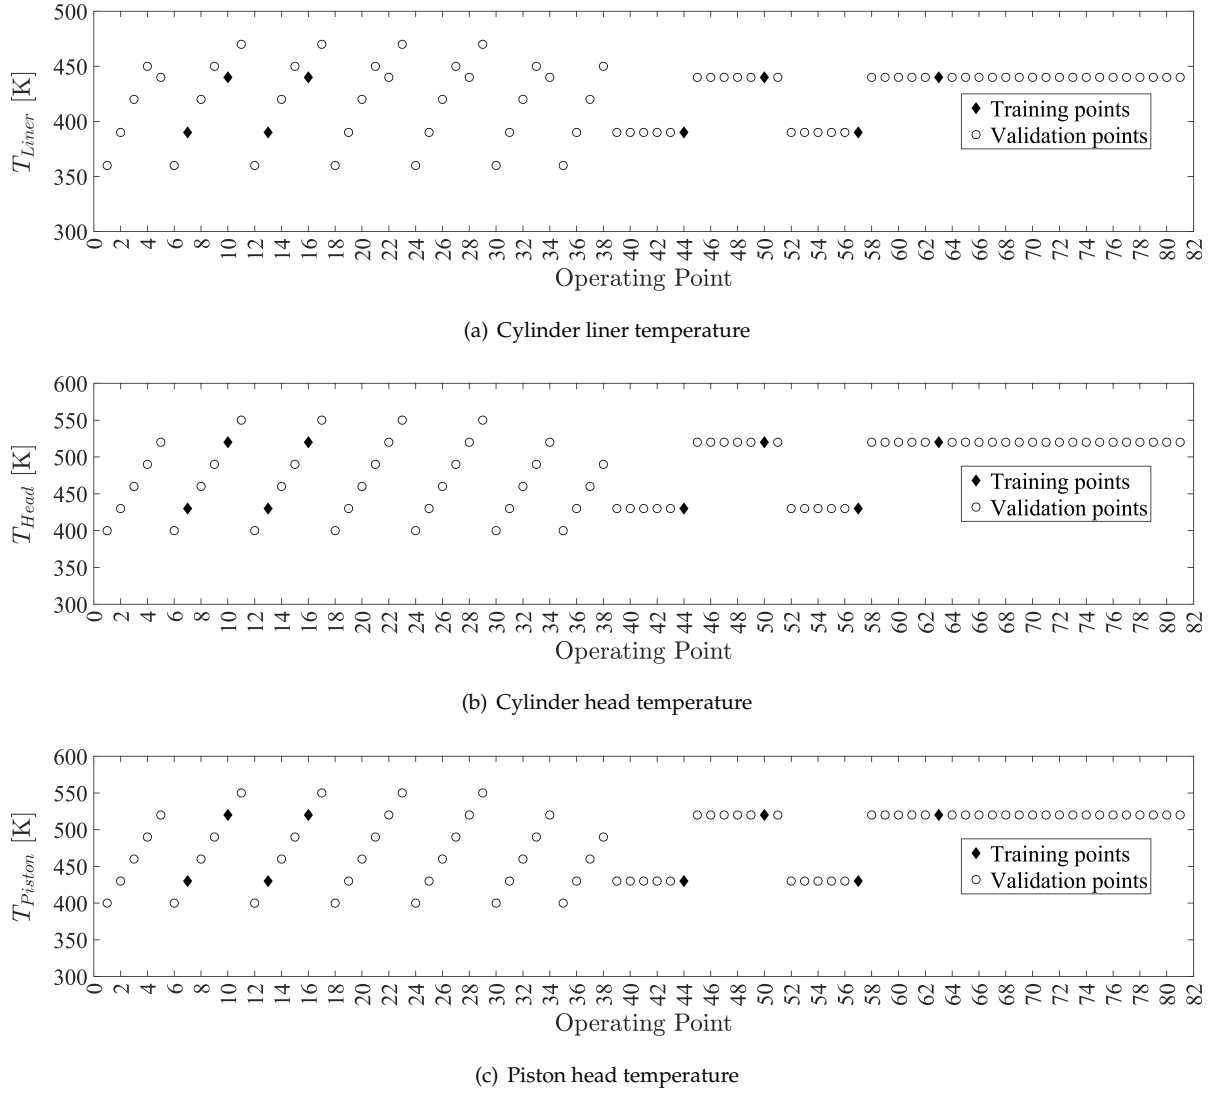 500
450
400
350
300
T_Liner [K]
Training points
Validation points
0 2 4 6 8 10 12 14 16 18 20 22 24 26 28 30 32 34 36 38 40 42 44 46 48 50 52 54 56 58 60 62 64 66 68 70 72 74 76 78 80 82
Operating Point
(a) Cylinder liner temperature
600
550
500
450
400
350
300
T_Head [K]
Training points
Validation points
0 2 4 6 8 10 12 14 16 18 20 22 24 26 28 30 32 34 36 38 40 42 44 46 48 50 52 54 56 58 60 62 64 66 68 70 72 74 76 78 80 82
Operating Point
(b) Cylinder head temperature
600
550
500
450
400
350
300
T_Piston [K]
Training points
Validation points
0 2 4 6 8 10 12 14 16 18 20 22 24 26 28 30 32 34 36 38 40 42 44 46 48 50 52 54 56 58 60 62 64 66 68 70 72 74 76 78 80 82
Operating Point
(c) Piston head temperature